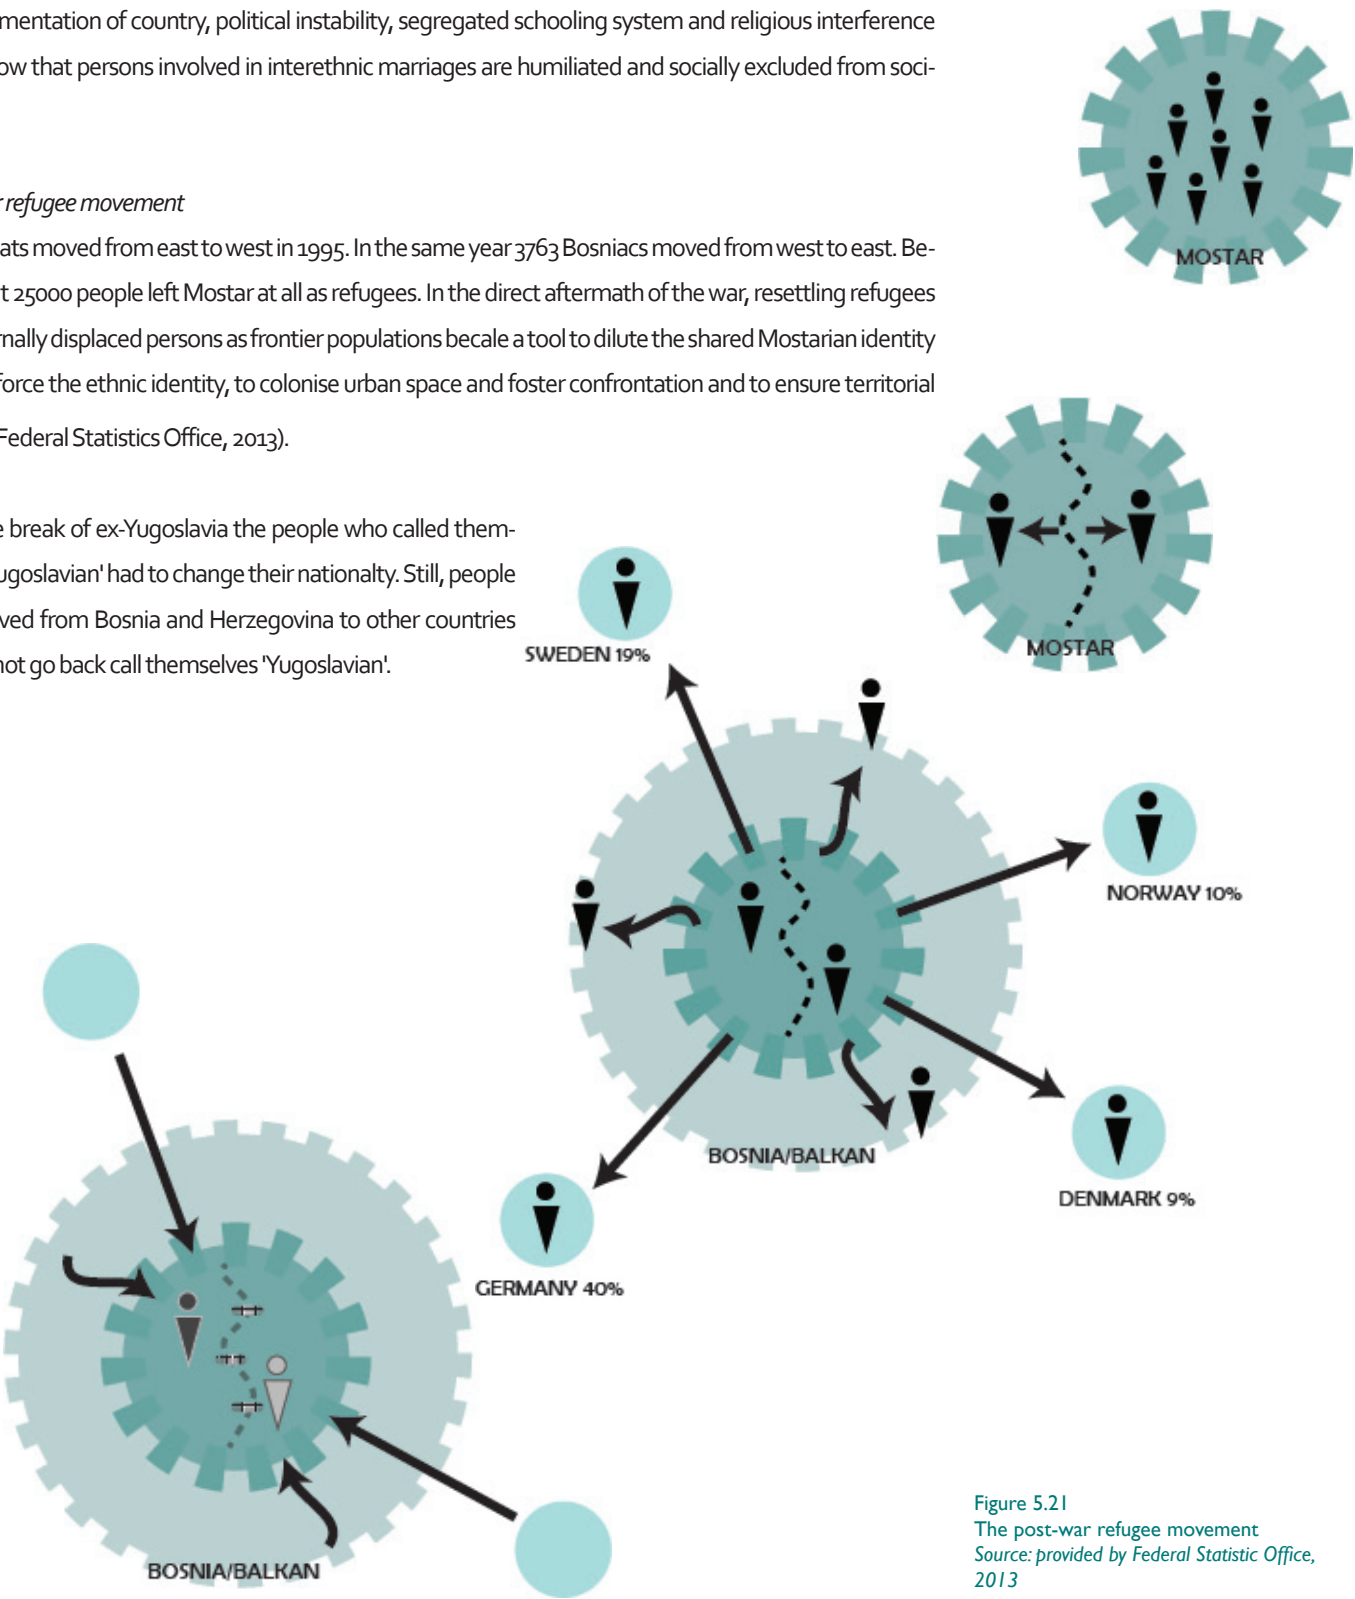 mentation of country, political instability, segregated schooling system and religious interference
ow that persons involved in interethnic marriages are humiliated and socially excluded from soci-
r refugee movement
ats moved from east to west in 1995. In the same year 3763 Bosniacs moved from west to east. Be-
t 25000 people left Mostar at all as refugees. In the direct aftermath of the war, resettling refugees
rnally displaced persons as frontier populations becale a tool to dilute the shared Mostarian identity
force the ethnic identity, to colonise urban space and foster confrontation and to ensure territorial
Federal Statistics Office, 2013).
e break of ex-Yugoslavia the people who called them-
ugoslavian' had to change their nationalty. Still, people
ved from Bosnia and Herzegovina to other countries
not go back call themselves 'Yugoslavian'.
MOSTAR
MOSTAR
SWEDEN 19%
NORWAY 10%
BOSNIA/BALKAN
DENMARK 9%
GERMANY 40%
BOSNIA/BALKAN
Figure 5.21
The post-war refugee movement
Source: provided by Federal Statistic Office,
2013